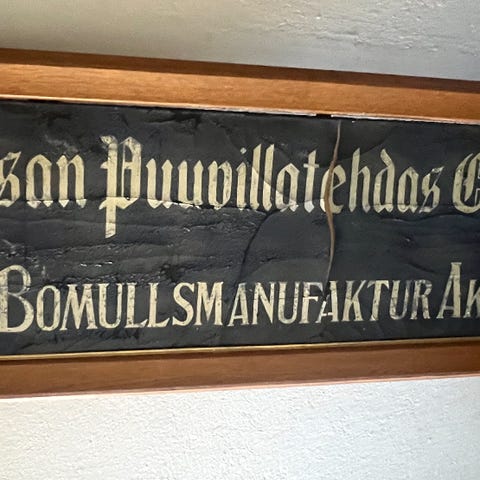 san Puuvillatehdas O
Bomullsmanufaktur Ak